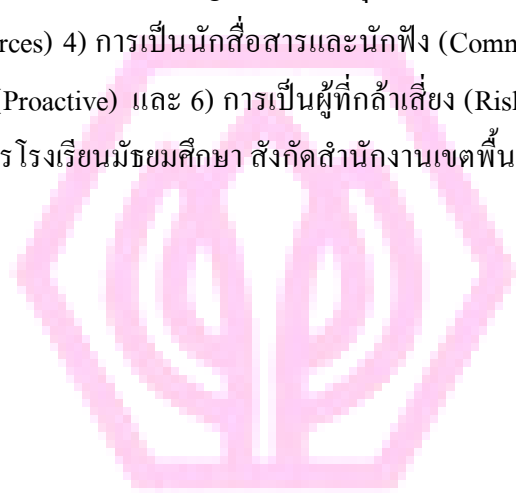 rces) 4) การเป็นนักสื่อสารและนักฟัง (Comm
(Proactive) และ 6) การเป็นผู้ที่กล้าเสี่ยง (Risk
รโรงเรียนมัธยมศึกษา สังกัดสำนักงานเขตพื้น